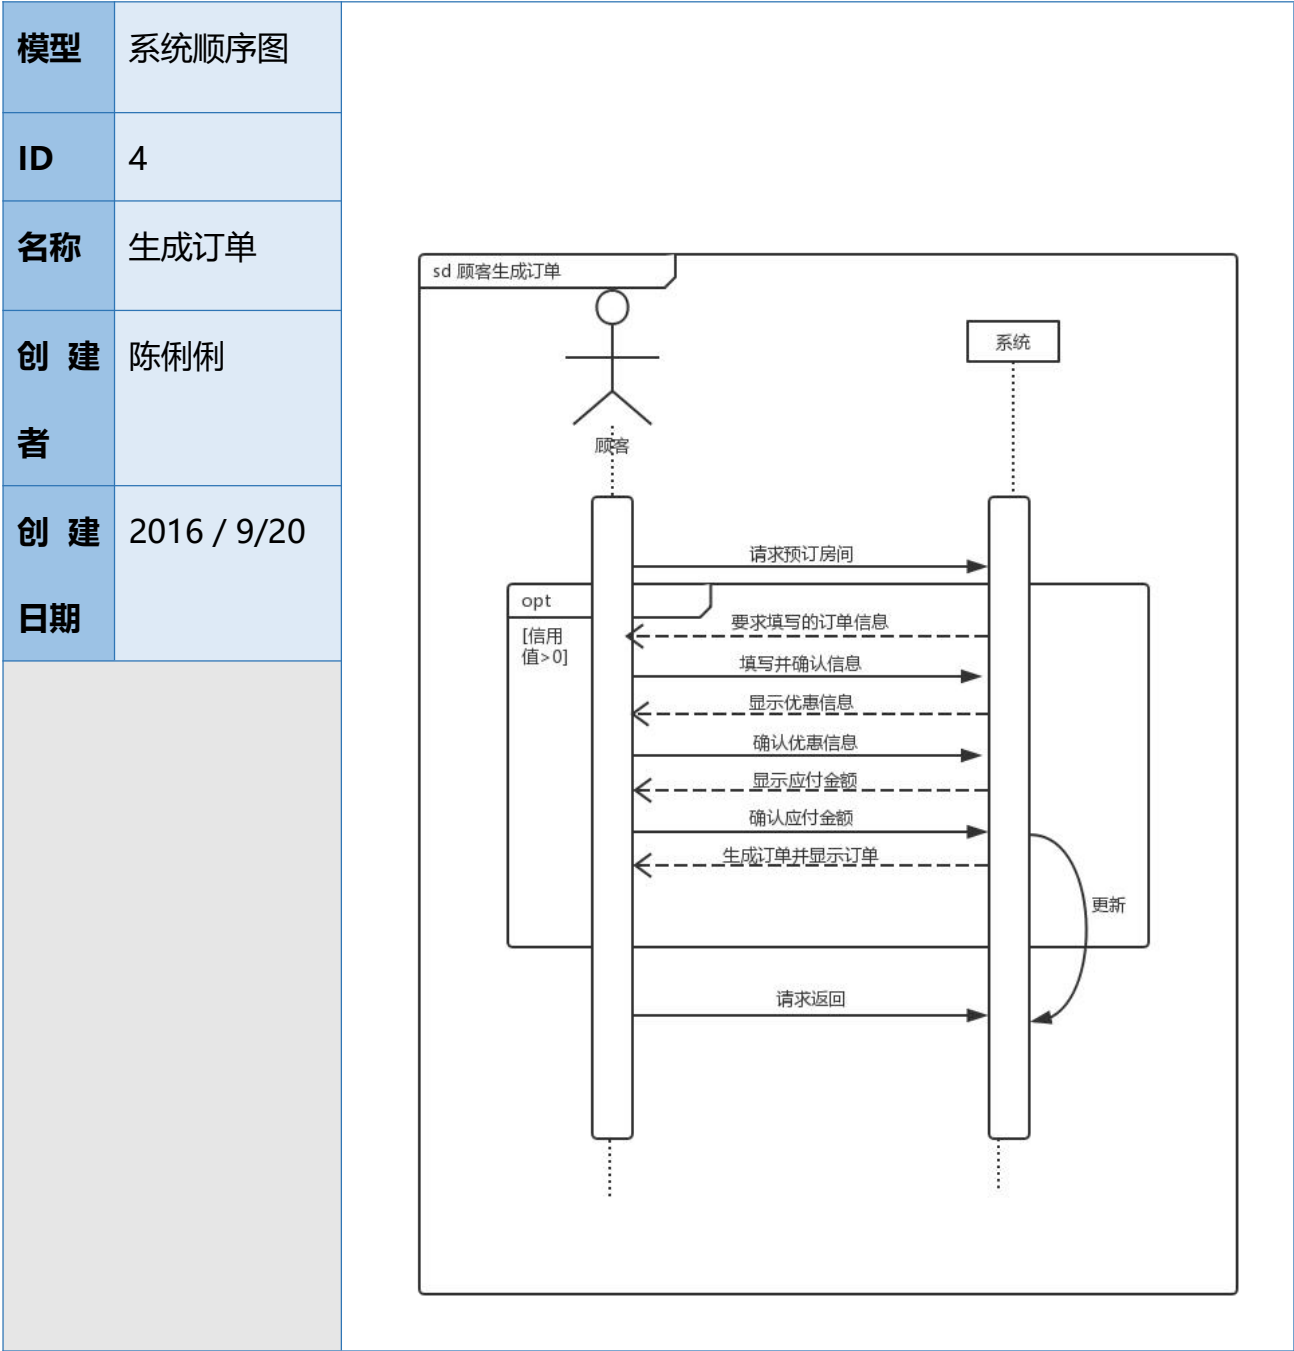 模型 系统顺序图
ID 4
名称 生成订单
创 建 陈俐俐
者
创 建 2016 / 9/20
日期
sd 顾客生成订单
系统
顾客
请求预订房间
opt
[信用
值>0]
要求填写的订单信息
填写并确认信息
显示优惠信息
确认优惠信息
显示应付金额
确认应付金额
生成订单并显示订单
更新
请求返回